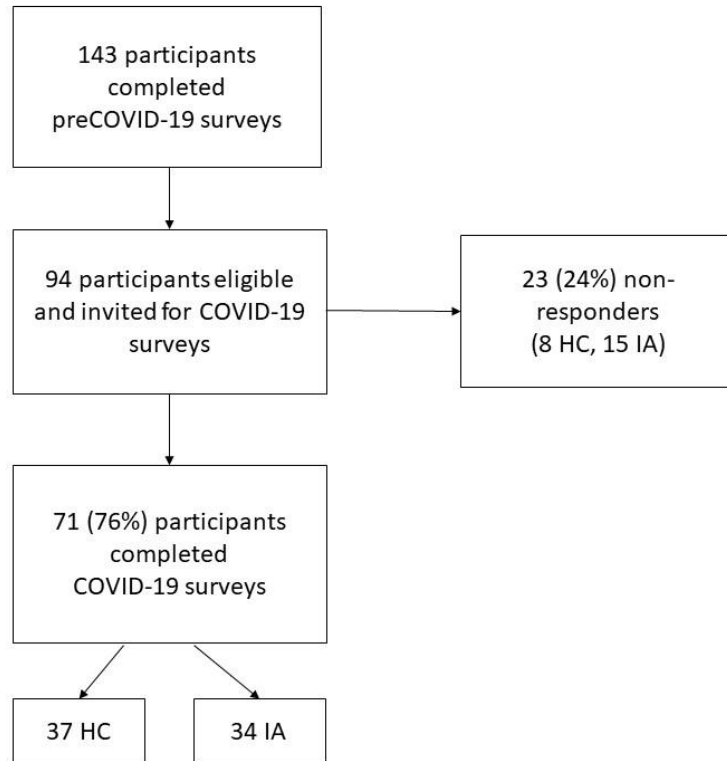 143 participants
completed
preCOVID-19 surveys
94 participants eligible
and invited for COVID-19
surveys
23 (24%) non-
responders
(8 HC, 15 IA)
71 (76%) participants
completed
COVID-19 surveys
37 HC
34 IA